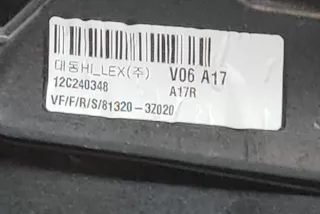 대동HI_LEX(주) V06 A17
12C240348 A17R
VF/F/R/S/81320-3Z020